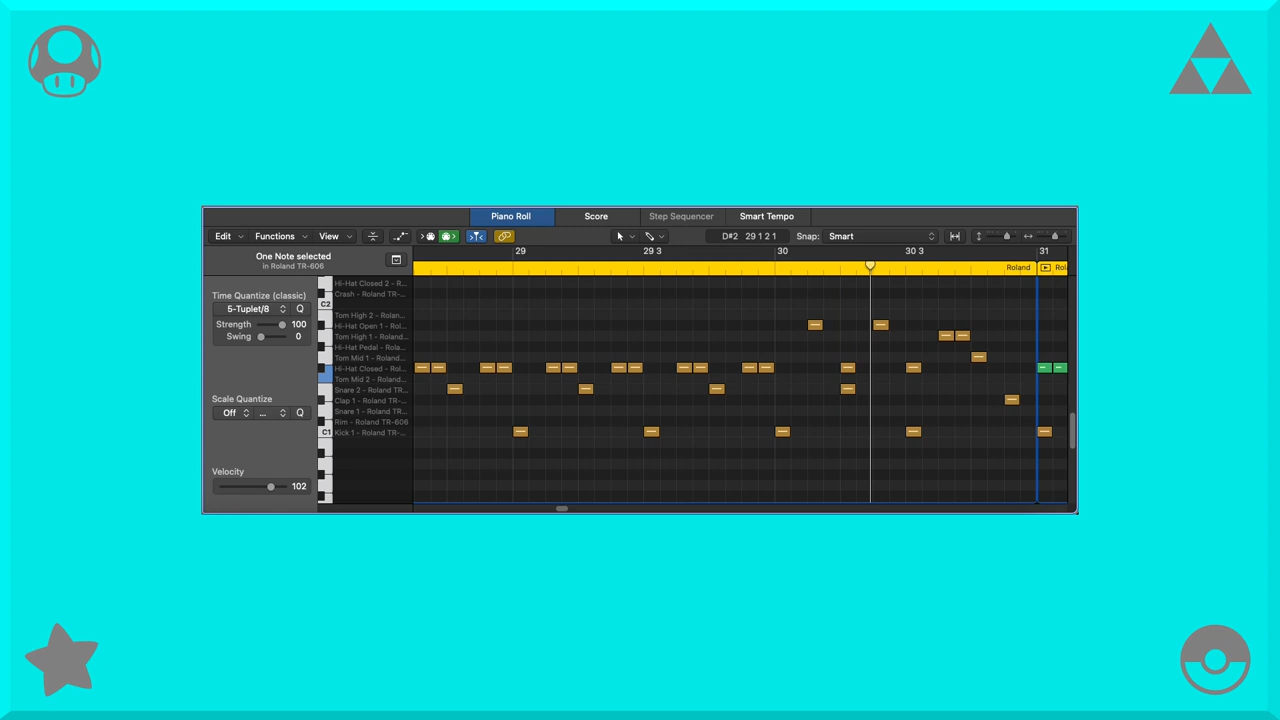 Piano Roll Score Step Sequencer Smart Tempo
Edit Functions View D#2 29 1 2 1 Snap: Smart
One Note selected
in Roland TR-606
29 29 3 30 30 3 31
Roland Rol
Time Quantize (classic)
5-Tuplet/8 Q
Strength 100
Swing 0
Scale Quantize
Off ... Q
Velocity
102
Hi-Hat Closed 2 - R...
Crash - Roland TR-...
C2
Tom High 2 - Rolan...
Hi-Hat Open 1 - Rol...
Tom High 1 - Roland...
Hi-Hat Pedal - Rola...
Tom Mid 1 - Roland...
Hi-Hat Closed - Rol...
Tom Mid 2 - Roland...
Snare 2 - Roland TR...
Clap 1 - Roland TR-...
Snare 1 - Roland TR...
Rim - Roland TR-606
C1 Kick 1 - Roland TR-...